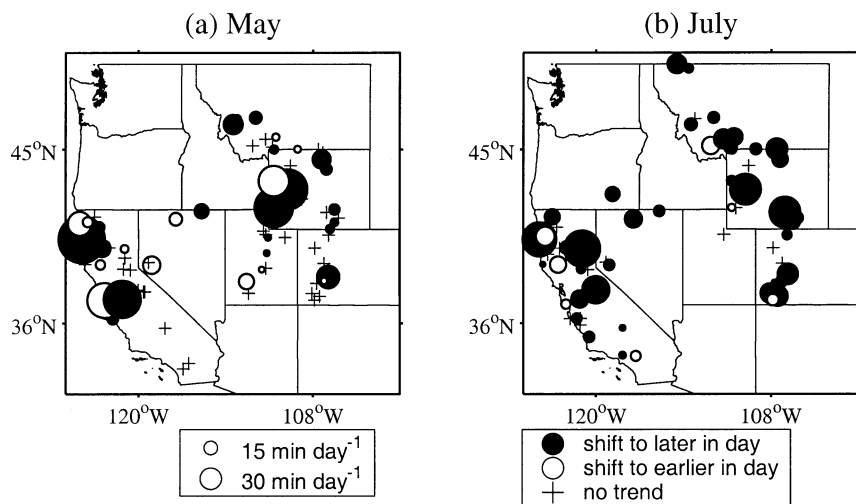 (a) May
(b) July
45°N
36°N
120°W
108°W
45°N
36°N
120°W
108°W
15 min day⁻¹
30 min day⁻¹
shift to later in day
shift to earlier in day
no trend